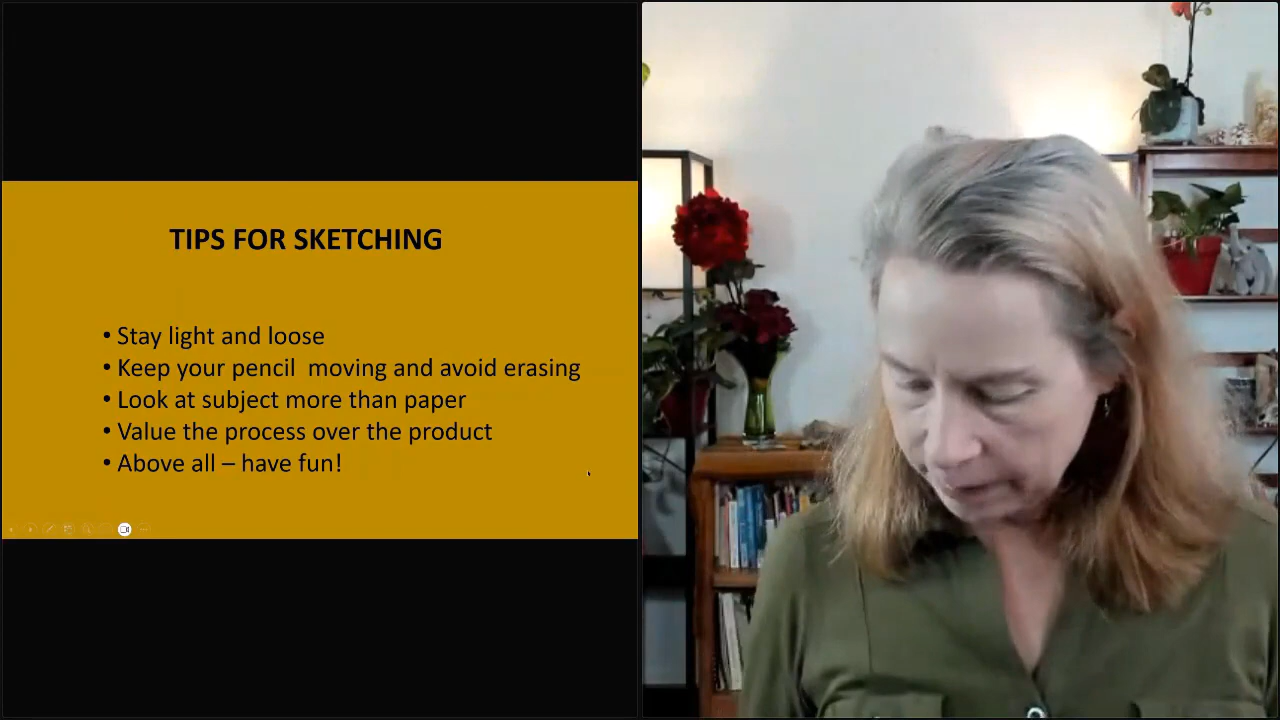 TIPS FOR SKETCHING
• Stay light and loose
• Keep your pencil  moving and avoid erasing
• Look at subject more than paper
• Value the process over the product
• Above all – have fun!